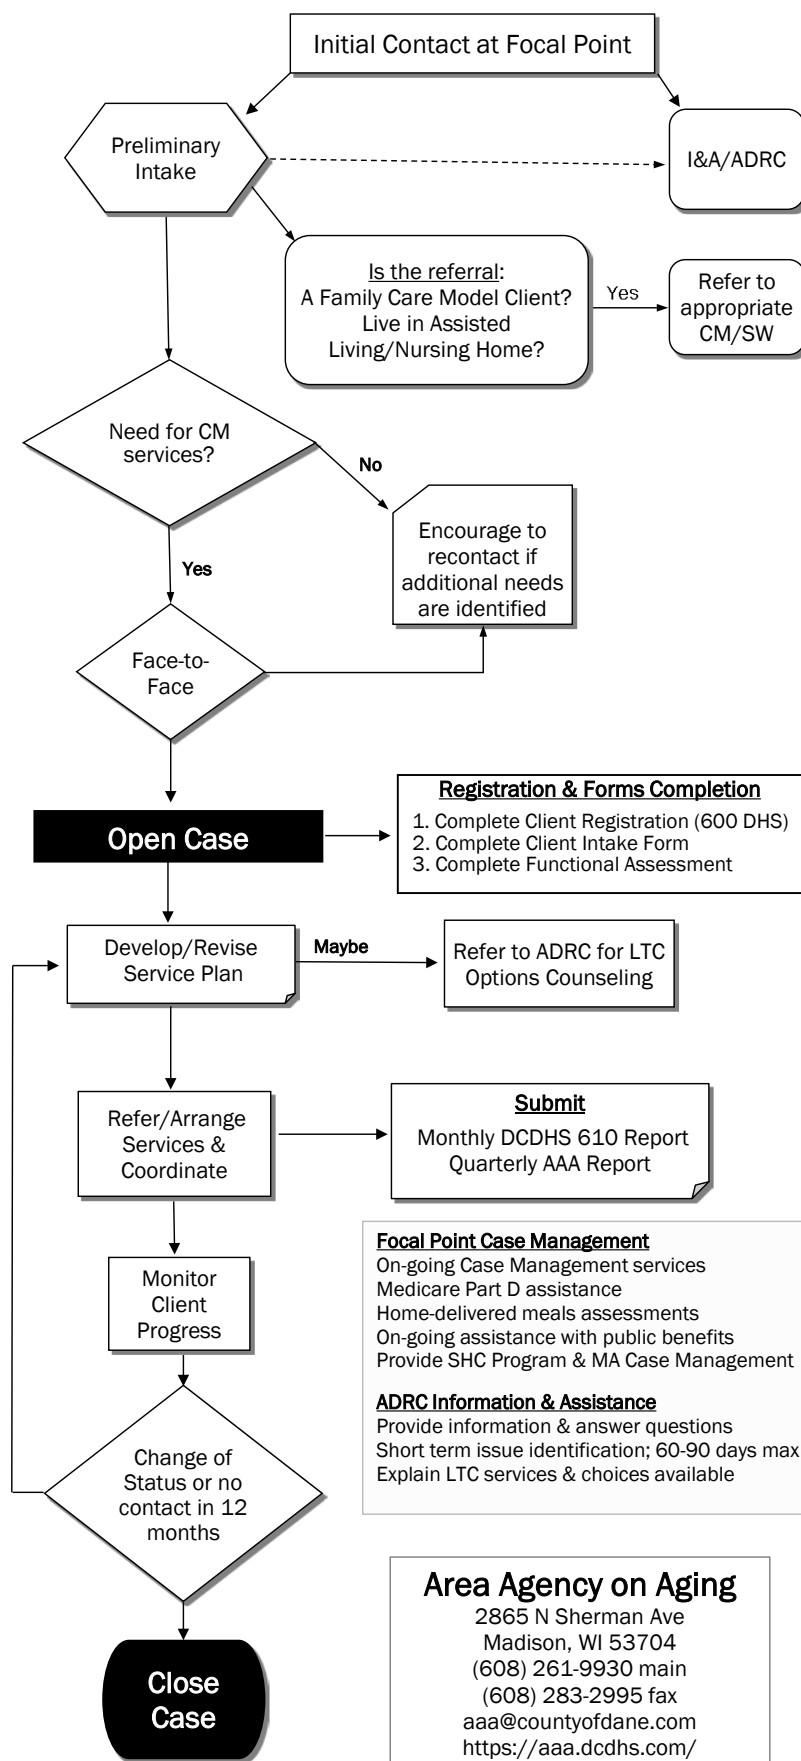 Initial Contact at Focal Point
Preliminary
Intake
I&A/ADRC
Is the referral:
A Family Care Model Client?
Live in Assisted
Living/Nursing Home?
Yes
Refer to
appropriate
CM/SW
Need for CM
services?
No
Encourage to
recontact if
additional needs
are identified
Yes
Face-to-
Face
Open Case
Registration & Forms Completion
1. Complete Client Registration (600 DHS)
2. Complete Client Intake Form
3. Complete Functional Assessment
Develop/Revise
Service Plan
Maybe
Refer to ADRC for LTC
Options Counseling
Refer/Arrange
Services &
Coordinate
Submit
Monthly DCDHS 610 Report
Quarterly AAA Report
Monitor
Client
Progress
Focal Point Case Management
On-going Case Management services
Medicare Part D assistance
Home-delivered meals assessments
On-going assistance with public benefits
Provide SHC Program & MA Case Management
ADRC Information & Assistance
Provide information & answer questions
Short term issue identification; 60-90 days max
Explain LTC services & choices available
Change of
Status or no
contact in 12
months
Close
Case
Area Agency on Aging
2865 N Sherman Ave
Madison, WI 53704
(608) 261-9930 main
(608) 283-2995 fax
aaa@countyofdane.com
https://aaa.dcdhs.com/